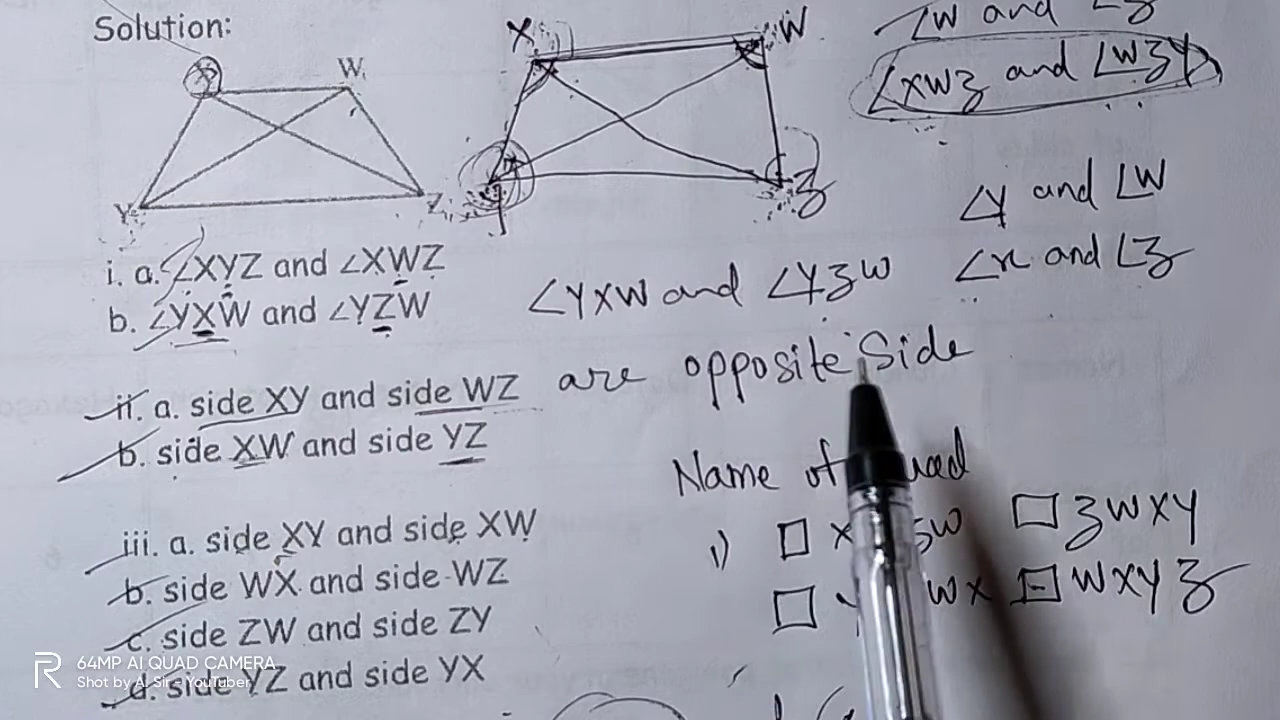 Solution:
X
W
Y
Z
X
W
Y
Z
∠W and ∠Z
∠XWZ and ∠WZY
∠Y and ∠W
∠x and ∠Z
i. a. ∠XYZ and ∠XWZ
b. ∠YXW and ∠YZW
∠YXW and ∠YZW
ii. a. side XY and side WZ
are opposite Side
b. side XW and side YZ
Name of
iii. a. side XY and side XW
b. side WX and side WZ
c. side ZW and side ZY
d. side YZ and side YX
1)
□ ZWXY
□ WXYZ
64MP AI QUAD CAMERA
Shot by AI Sir - YouTuber